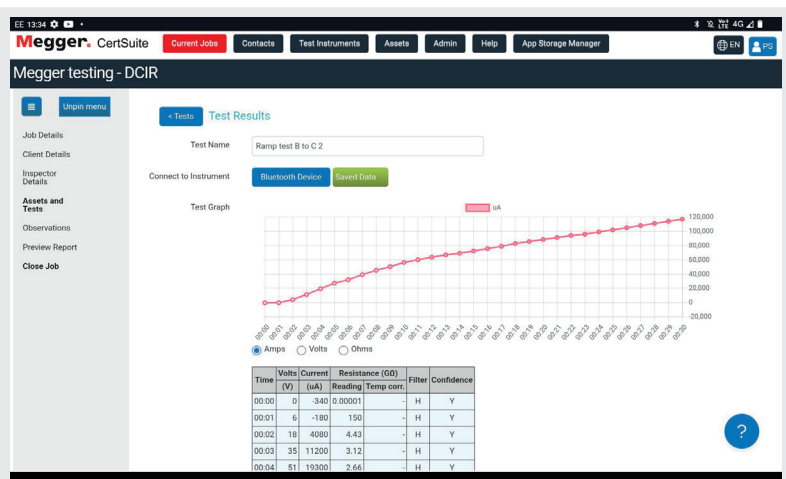 EE 13:34
4G
Megger. CertSuite Current Jobs Contacts Test Instruments Assets Admin Help App Storage Manager EN PS
Megger testing - DCIR
Unpin menu
Job Details
Client Details
Inspector
Details
Assets and
Tests
Observations
Preview Report
Close Job
< Tests Test Results
Test Name Ramp test B to C 2
Connect to Instrument Bluetooth Device Saved Data
Test Graph uA
120,000
100,000
80,000
60,000
40,000
20,000
0
-20,000
00:00 00:01 00:02 00:03 00:04 00:05 00:06 00:07 00:08 00:09 00:10 00:11 00:12 00:13 00:14 00:15 00:16 00:17 00:18 00:19 00:20 00:21 00:22 00:23 00:24 00:25 00:26 00:27 00:28 00:29 00:30
Amps Volts Ohms
Time Volts Current Resistance (GΩ) Filter Confidence
(V) (uA) Reading Temp corr.
00:00 0 -340 0.00001 - H Y
00:01 6 -180 150 - H Y
00:02 18 4080 4.43 - H Y
00:03 35 11200 3.12 - H Y
00:04 51 19300 2.66 - H Y
?